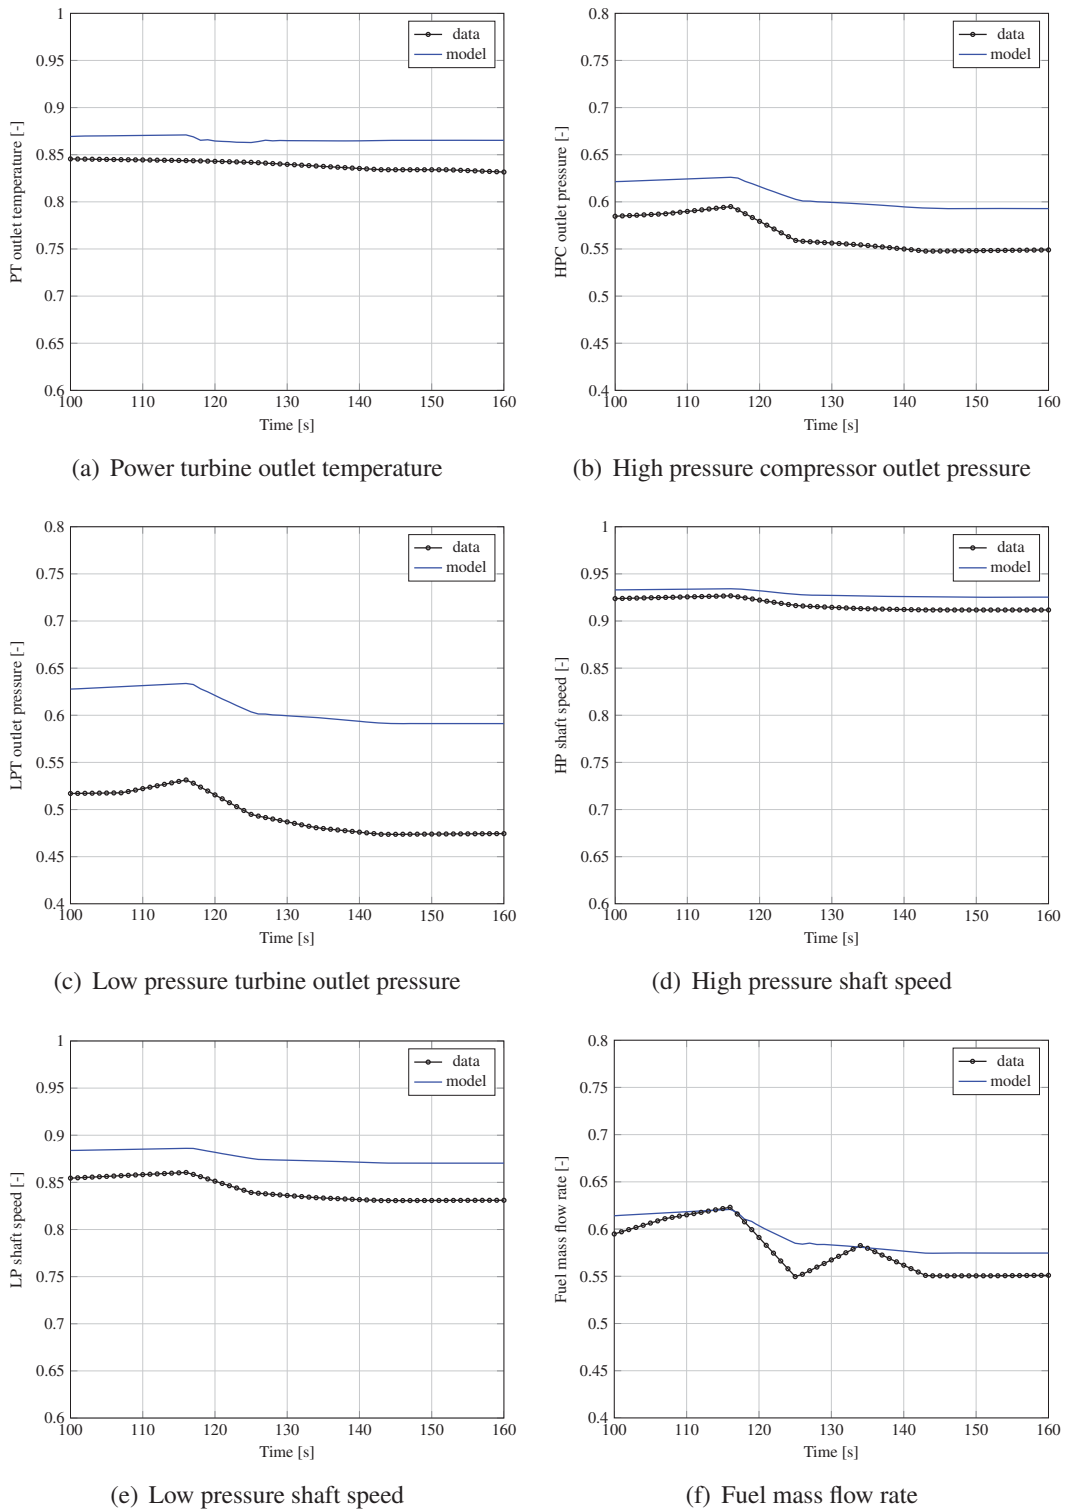 1
0.95
0.9
0.85
0.8
0.75
0.7
0.65
0.6
100 110 120 130 140 150 160
Time [s]
PT outlet temperature [-]
data
model
(a) Power turbine outlet temperature
0.8
0.75
0.7
0.65
0.6
0.55
0.5
0.45
0.4
100 110 120 130 140 150 160
Time [s]
HPC outlet pressure [-]
data
model
(b) High pressure compressor outlet pressure
0.8
0.75
0.7
0.65
0.6
0.55
0.5
0.45
0.4
100 110 120 130 140 150 160
Time [s]
LPT outlet pressure [-]
data
model
(c) Low pressure turbine outlet pressure
1
0.95
0.9
0.85
0.8
0.75
0.7
0.65
0.6
100 110 120 130 140 150 160
Time [s]
HP shaft speed [-]
data
model
(d) High pressure shaft speed
1
0.95
0.9
0.85
0.8
0.75
0.7
0.65
0.6
100 110 120 130 140 150 160
Time [s]
LP shaft speed [-]
data
model
(e) Low pressure shaft speed
0.8
0.75
0.7
0.65
0.6
0.55
0.5
0.45
0.4
100 110 120 130 140 150 160
Time [s]
Fuel mass flow rate [-]
data
model
(f) Fuel mass flow rate